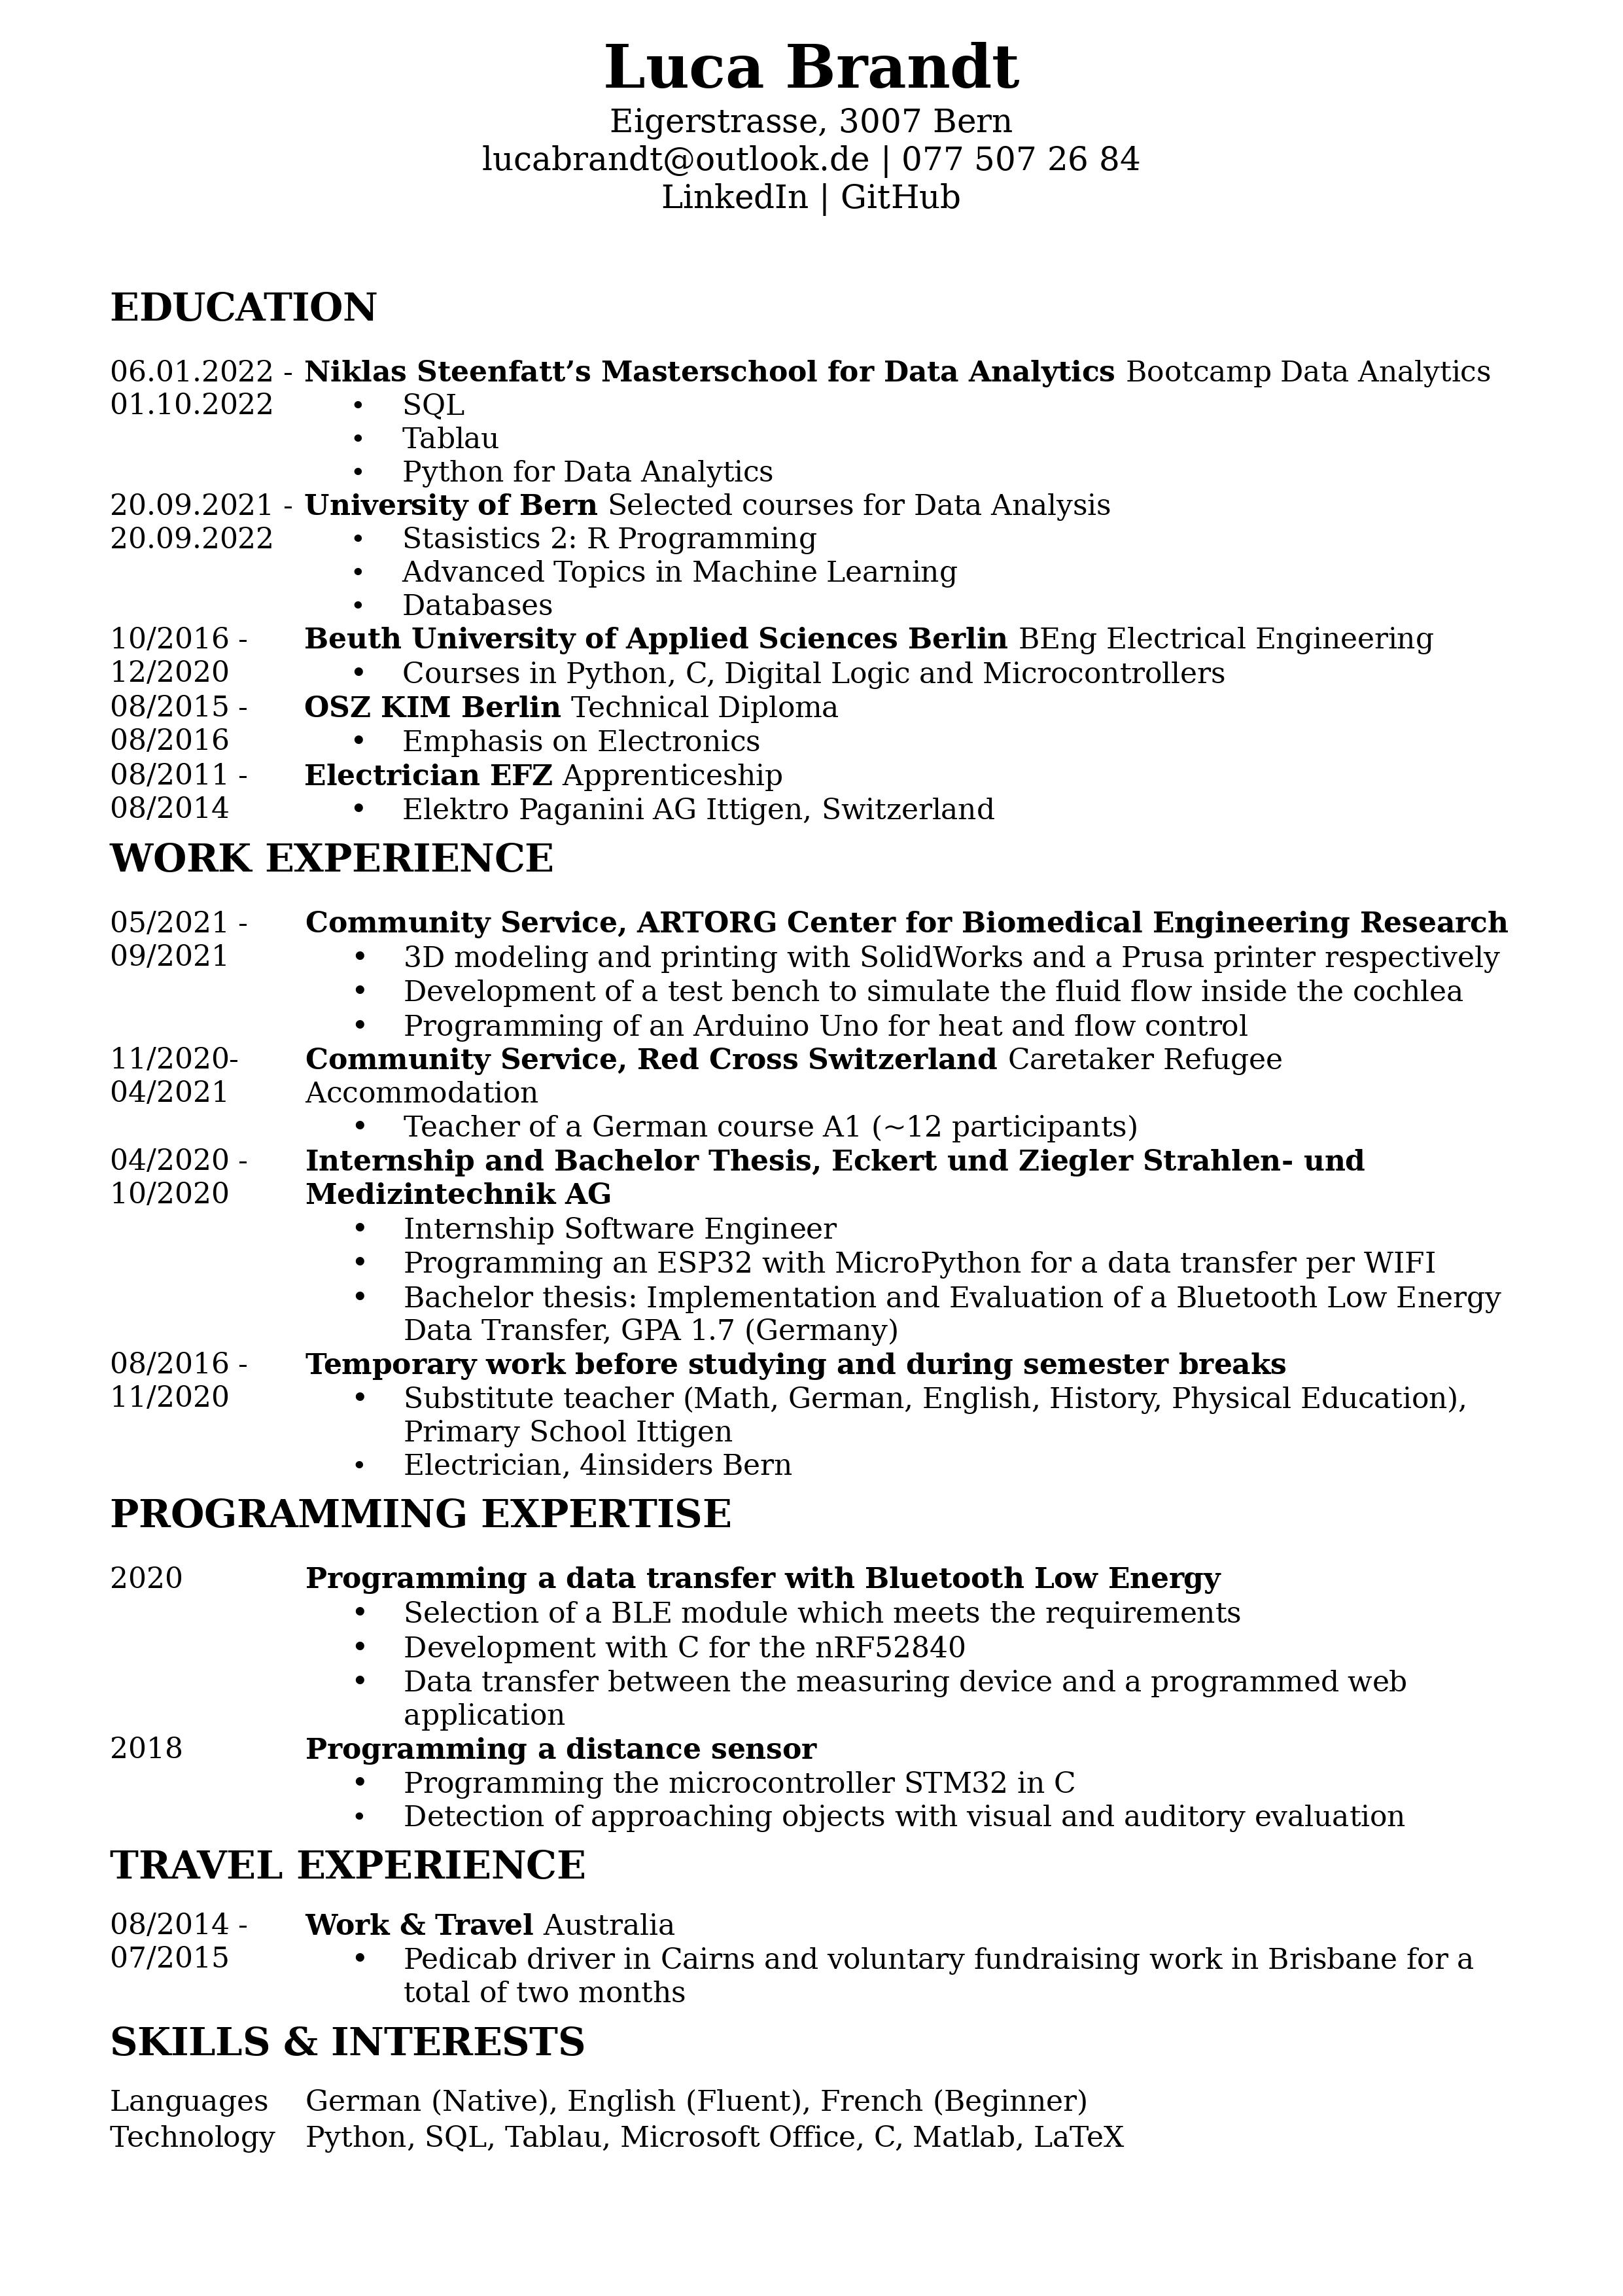 Luca Brandt
Eigerstrasse, 3007 Bern
lucabrandt@outlook.de | 077 507 26 84
LinkedIn | GitHub
EDUCATION
06.01.2022 - Niklas Steenfatt’s Masterschool for Data Analytics Bootcamp Data Analytics
01.10.2022 • SQL
• Tablau
• Python for Data Analytics
20.09.2021 - University of Bern Selected courses for Data Analysis
20.09.2022 • Stasistics 2: R Programming
• Advanced Topics in Machine Learning
• Databases
10/2016 - Beuth University of Applied Sciences Berlin BEng Electrical Engineering
12/2020 • Courses in Python, C, Digital Logic and Microcontrollers
08/2015 - OSZ KIM Berlin Technical Diploma
08/2016 • Emphasis on Electronics
08/2011 - Electrician EFZ Apprenticeship
08/2014 • Elektro Paganini AG Ittigen, Switzerland
WORK EXPERIENCE
05/2021 - Community Service, ARTORG Center for Biomedical Engineering Research
09/2021 • 3D modeling and printing with SolidWorks and a Prusa printer respectively
• Development of a test bench to simulate the fluid flow inside the cochlea
• Programming of an Arduino Uno for heat and flow control
11/2020- Community Service, Red Cross Switzerland Caretaker Refugee
04/2021 Accommodation
• Teacher of a German course A1 (~12 participants)
04/2020 - Internship and Bachelor Thesis, Eckert und Ziegler Strahlen- und
10/2020 Medizintechnik AG
• Internship Software Engineer
• Programming an ESP32 with MicroPython for a data transfer per WIFI
• Bachelor thesis: Implementation and Evaluation of a Bluetooth Low Energy
Data Transfer, GPA 1.7 (Germany)
08/2016 - Temporary work before studying and during semester breaks
11/2020 • Substitute teacher (Math, German, English, History, Physical Education),
Primary School Ittigen
• Electrician, 4insiders Bern
PROGRAMMING EXPERTISE
2020 Programming a data transfer with Bluetooth Low Energy
• Selection of a BLE module which meets the requirements
• Development with C for the nRF52840
• Data transfer between the measuring device and a programmed web
application
2018 Programming a distance sensor
• Programming the microcontroller STM32 in C
• Detection of approaching objects with visual and auditory evaluation
TRAVEL EXPERIENCE
08/2014 - Work & Travel Australia
07/2015 • Pedicab driver in Cairns and voluntary fundraising work in Brisbane for a
total of two months
SKILLS & INTERESTS
Languages German (Native), English (Fluent), French (Beginner)
Technology Python, SQL, Tablau, Microsoft Office, C, Matlab, LaTeX